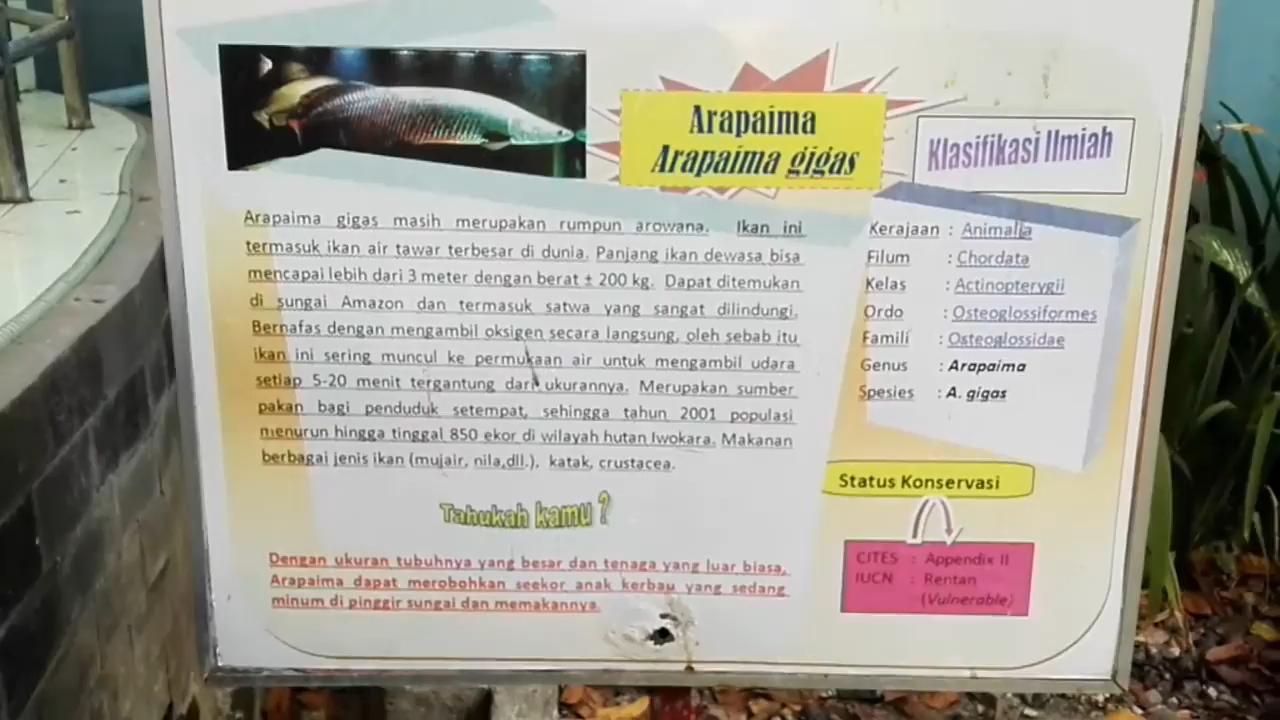 Arapaima
Arapaima gigas
Klasifikasi Ilmiah
Arapaima gigas masih merupakan rumpun arowana. Ikan ini
termasuk ikan air tawar terbesar di dunia. Panjang ikan dewasa bisa
mencapai lebih dari 3 meter dengan berat ± 200 kg. Dapat ditemukan
di sungai Amazon dan termasuk satwa yang sangat dilindungi.
Bernafas dengan mengambil oksigen secara langsung, oleh sebab itu
ikan ini sering muncul ke permukaan air untuk mengambil udara
setiap 5-20 menit tergantung dari ukurannya. Merupakan sumber
pakan bagi penduduk setempat, sehingga tahun 2001 populasi
menurun hingga tinggal 850 ekor di wilayah hutan Iwokara. Makanan
berbagai jenis ikan (mujair, nila,dll.), katak, crustacea.
Kerajaan : Animalia
Filum : Chordata
Kelas : Actinopterygii
Ordo : Osteoglossiformes
Famili : Osteoglossidae
Genus : Arapaima
Spesies : A. gigas
Status Konservasi
CITES : Appendix II
IUCN : Rentan
(Vulnerable)
Tahukah kamu ?
Dengan ukuran tubuhnya yang besar dan tenaga yang luar biasa,
Arapaima dapat merobohkan seekor anak kerbau yang sedang
minum di pinggir sungai dan memakannya.